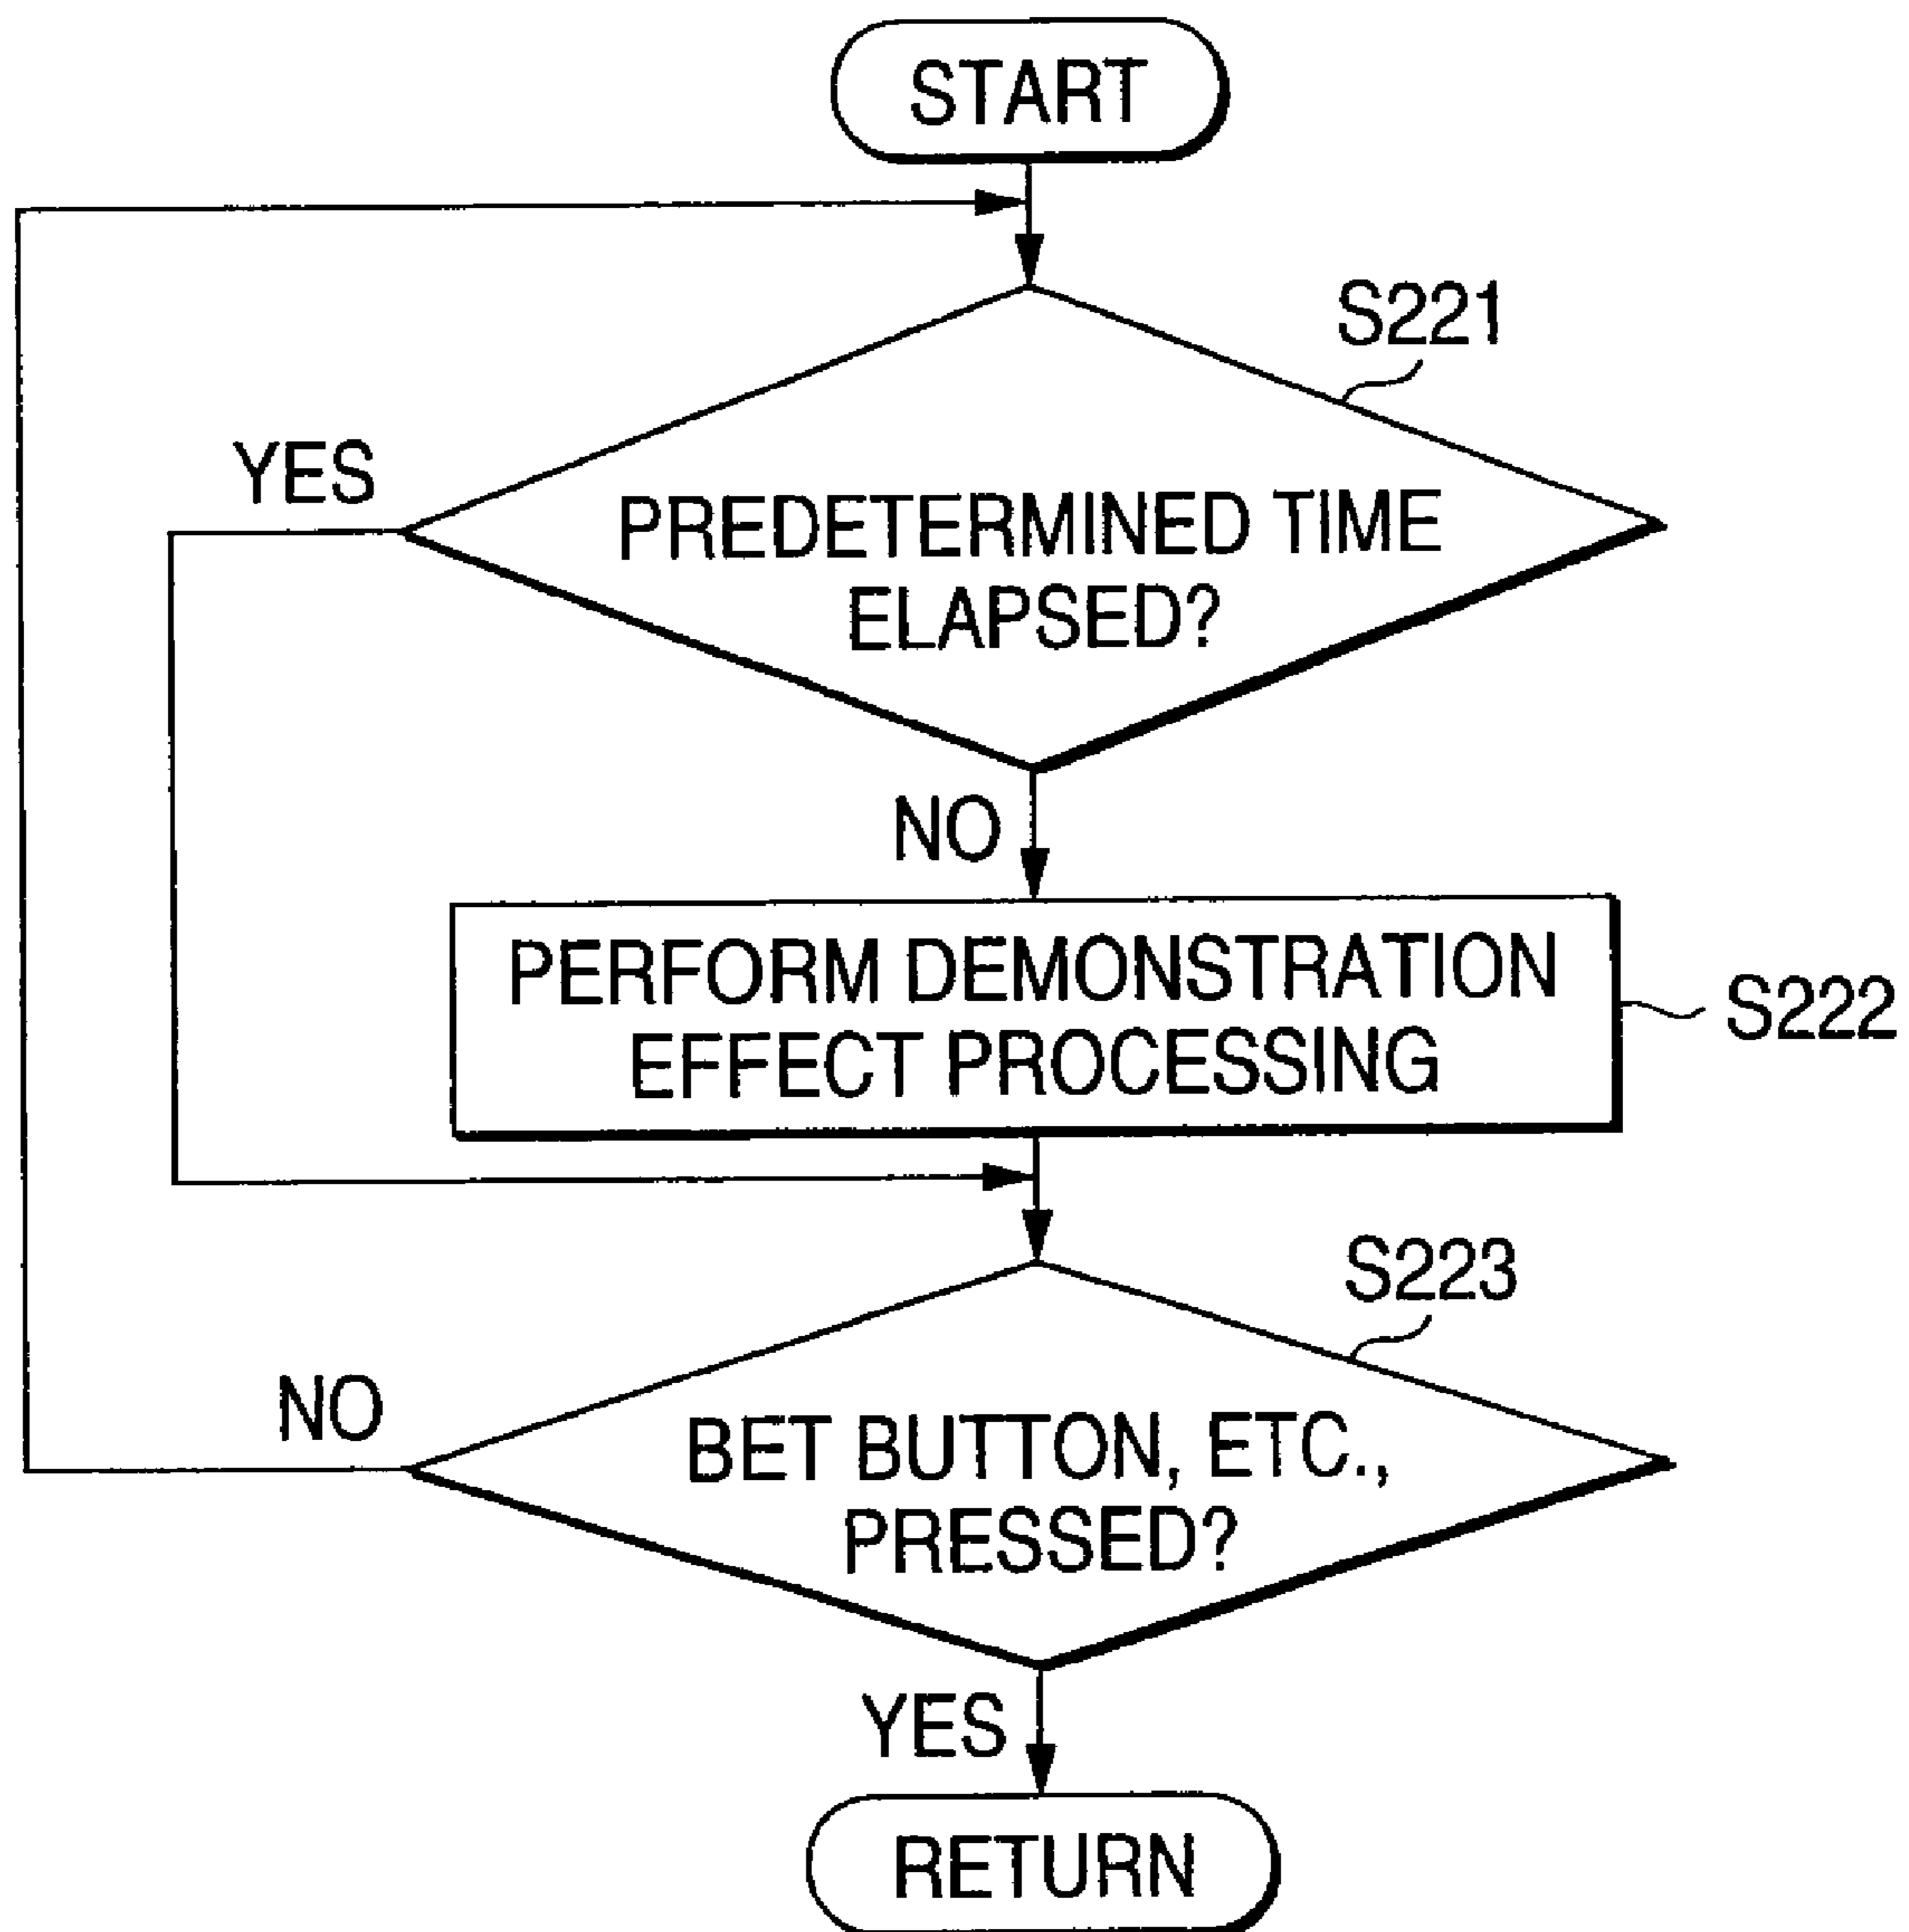 START
S221
YES
PREDETERMINED TIME
ELAPSED?
NO
PERFORM DEMONSTRATION
EFFECT PROCESSING
S222
S223
NO
BET BUTTON, ETC.,
PRESSED?
YES
RETURN